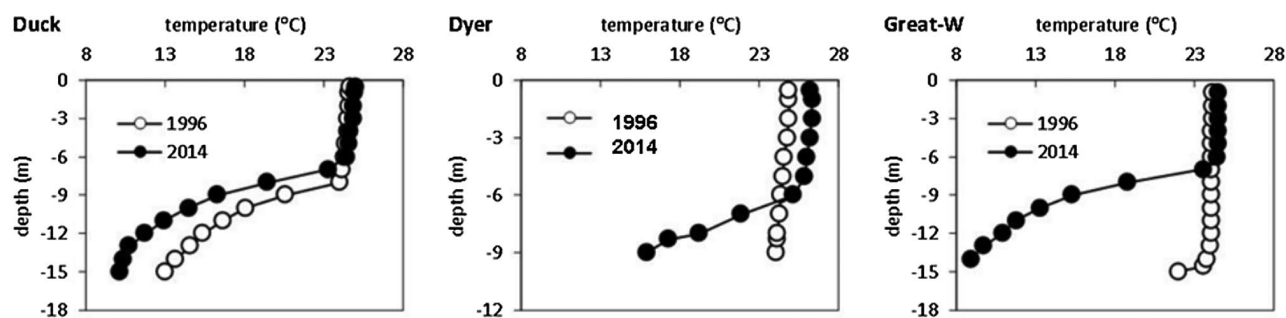 Duck temperature (°C)
8 13 18 23 28
0
-3
-6
-9
-12
-15
-18
depth (m)
1996
2014
Dyer temperature (°C)
8 18 23 28
0
-3
-6
-9
-12
depth (m)
1996
2014
Great-W temperature (°C)
8 13 18 23 28
0
-3
-6
-9
-12
-15
-18
depth (m)
1996
2014